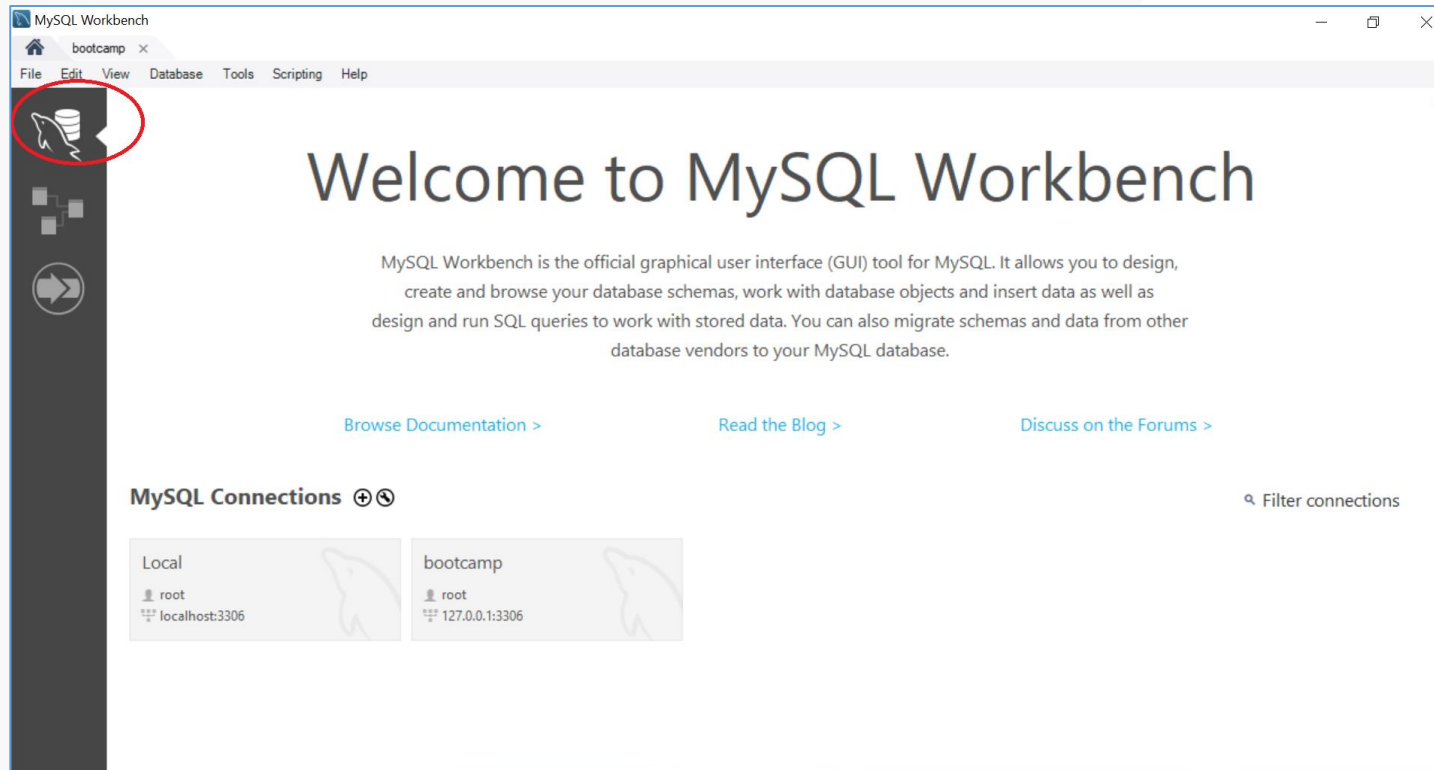 MySQL Workbench
bootcamp
File Edit View Database Tools Scripting Help
Welcome to MySQL Workbench
MySQL Workbench is the official graphical user interface (GUI) tool for MySQL. It allows you to design,
create and browse your database schemas, work with database objects and insert data as well as
design and run SQL queries to work with stored data. You can also migrate schemas and data from other
database vendors to your MySQL database.
Browse Documentation > Read the Blog > Discuss on the Forums >
MySQL Connections Filter connections
Local
root
localhost:3306
bootcamp
root
127.0.0.1:3306